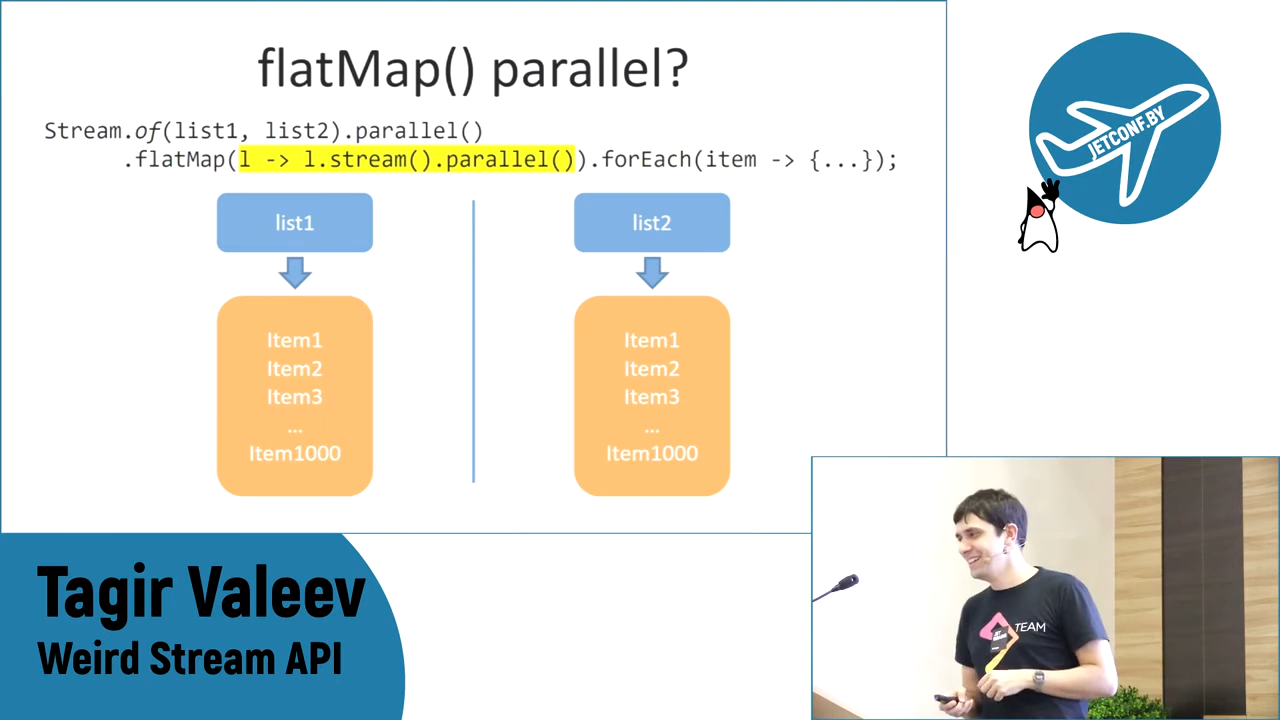 flatMap() parallel?
Stream.of(list1, list2).parallel()
.flatMap(l -> l.stream().parallel()).forEach(item -> {...});
list1
list2
Item1
Item2
Item3
...
Item1000
Item1
Item2
Item3
...
Item1000
JETCONF.BY
Tagir Valeev
Weird Stream API
TEAM